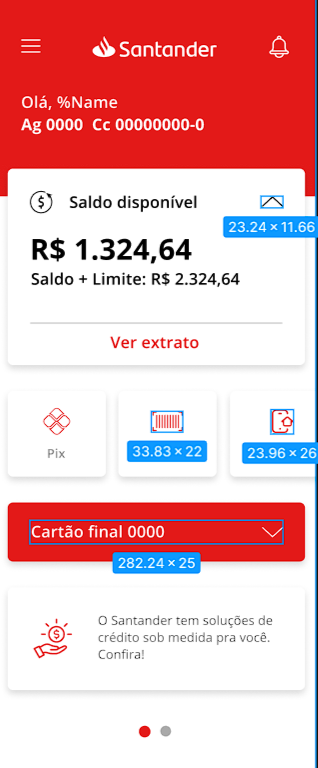 Santander
Olá, %Name
Ag 0000 Cc 00000000-0
Saldo disponível
23.24 × 11.66
R$ 1.324,64
Saldo + Limite: R$ 2.324,64
Ver extrato
Pix
33.83 × 22
23.96 × 26
Cartão final 0000
282.24 × 25
O Santander tem soluções de
crédito sob medida pra você.
Confira!